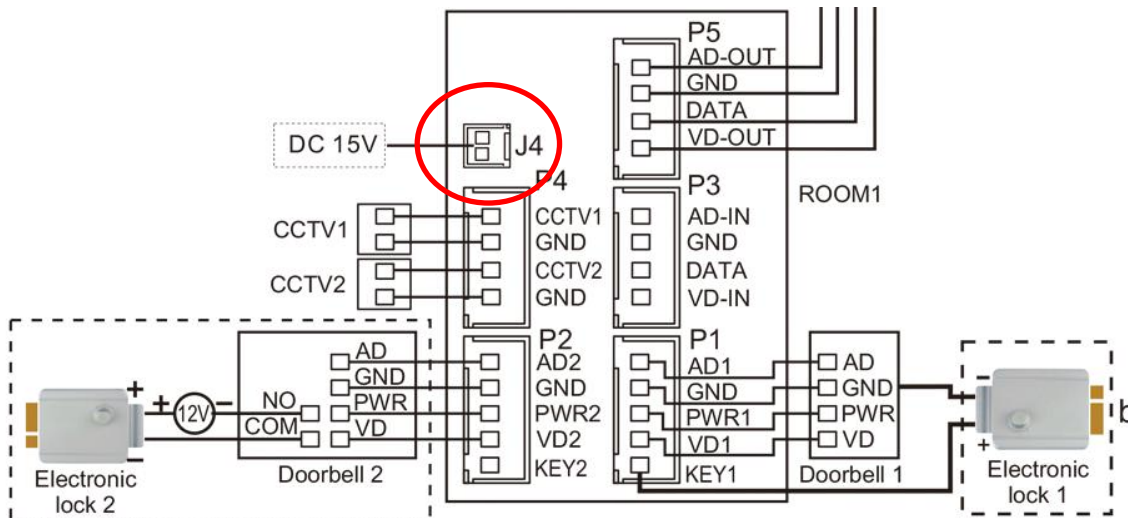 P5
AD-OUT
GND
DATA
VD-OUT
DC 15V
J4
P4
CCTV1
GND
CCTV2
GND
CCTV1
CCTV2
P3
AD-IN
GND
DATA
VD-IN
ROOM1
P2
AD2
GND
PWR2
VD2
KEY2
AD
GND
PWR
VD
NO
COM
Doorbell 2
+
+
12V
−
−
Electronic
lock 2
P1
AD1
GND
PWR1
VD1
KEY1
AD
GND
PWR
VD
Doorbell 1
−
+
Electronic
lock 1
b